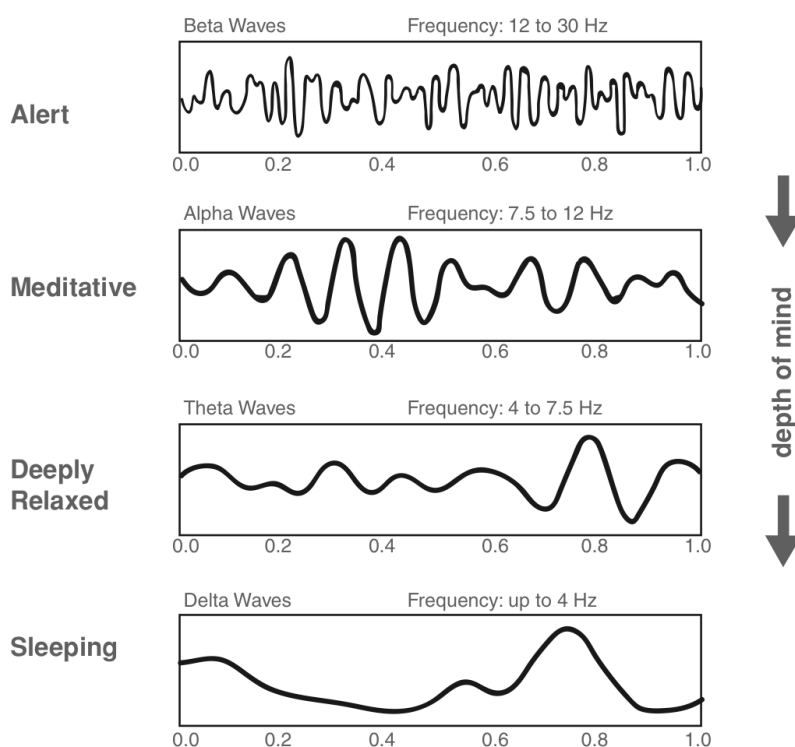 Beta Waves Frequency: 12 to 30 Hz
Alert
0.0 0.2 0.4 0.6 0.8 1.0
Alpha Waves Frequency: 7.5 to 12 Hz
Meditative
0.0 0.2 0.4 0.6 0.8 1.0
Theta Waves Frequency: 4 to 7.5 Hz
Deeply
Relaxed
0.0 0.2 0.4 0.6 0.8 1.0
Delta Waves Frequency: up to 4 Hz
Sleeping
0.0 0.2 0.4 0.6 0.8 1.0
depth of mind